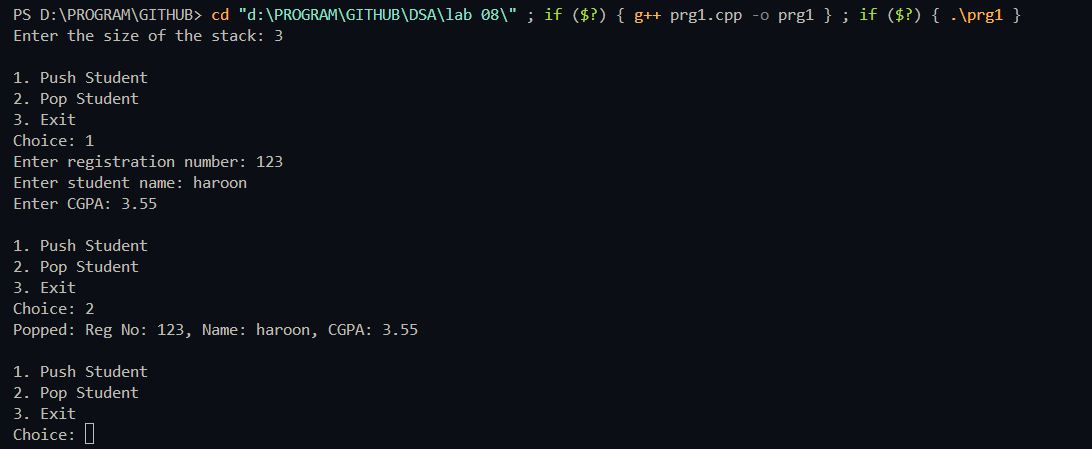 PS D:\PROGRAM\GITHUB> cd "d:\PROGRAM\GITHUB\DSA\lab 08\" ; if ($?) { g++ prg1.cpp -o prg1 } ; if ($?) { .\prg1 }
Enter the size of the stack: 3
1. Push Student
2. Pop Student
3. Exit
Choice: 1
Enter registration number: 123
Enter student name: haroon
Enter CGPA: 3.55
1. Push Student
2. Pop Student
3. Exit
Choice: 2
Popped: Reg No: 123, Name: haroon, CGPA: 3.55
1. Push Student
2. Pop Student
3. Exit
Choice: